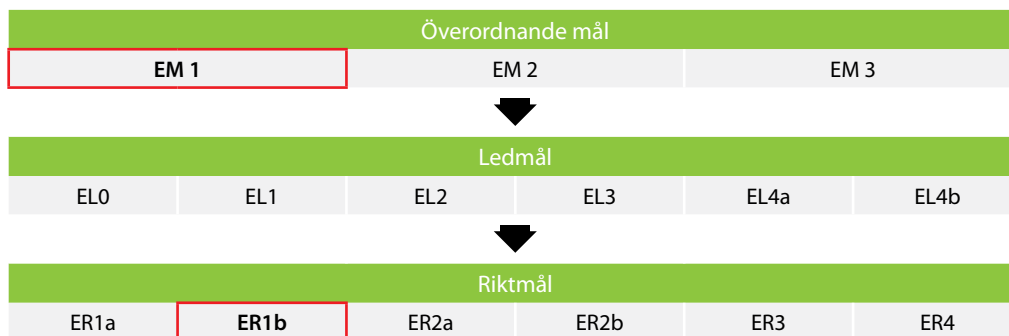 Överordnande mål
EM 1 EM 2 EM 3
Ledmål
EL0 EL1 EL2 EL3 EL4a EL4b
Riktmål
ER1a ER1b ER2a ER2b ER3 ER4